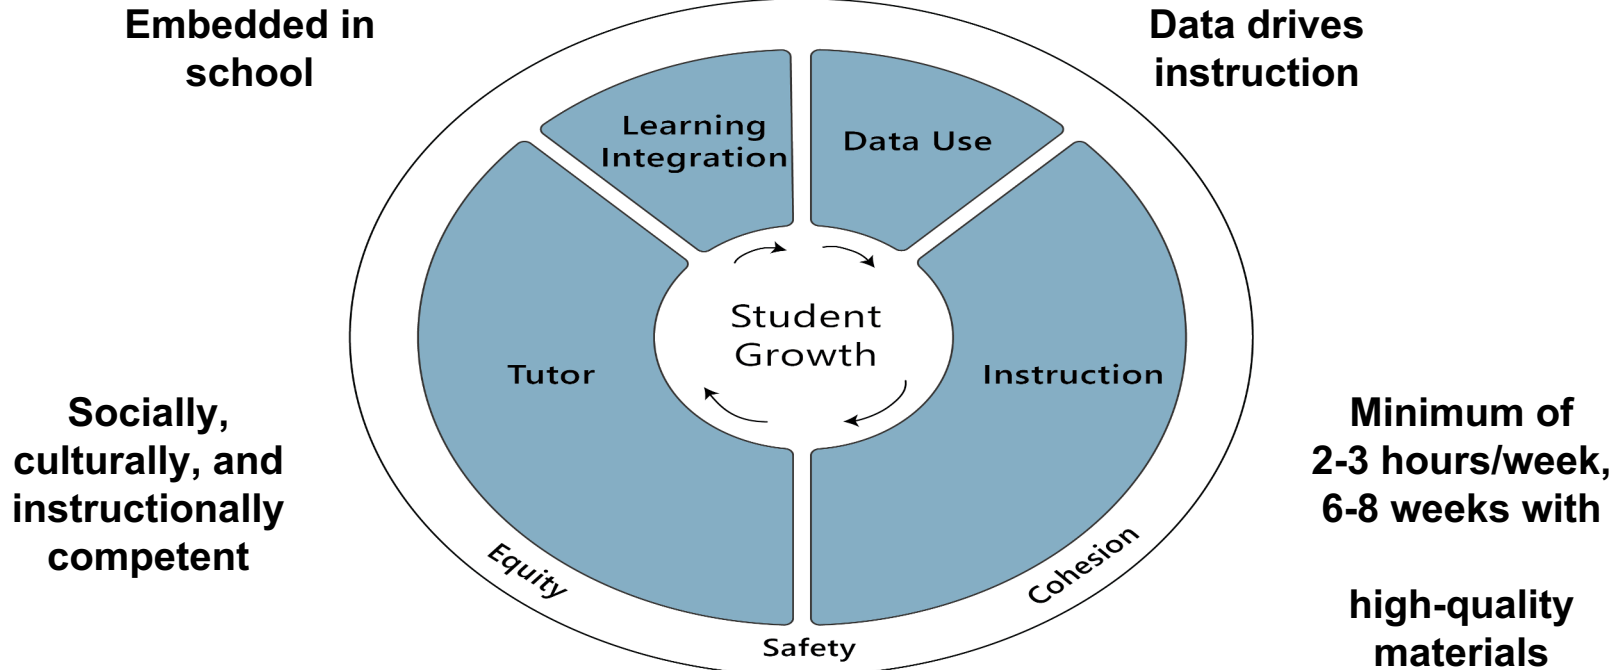 Embedded in
school
Data drives
instruction
Learning
Integration
Data Use
Student
Growth
Tutor
Instruction
Socially,
culturally, and
instructionally
competent
Minimum of
2-3 hours/week,
6-8 weeks with
high-quality
materials
Equity
Safety
Cohesion